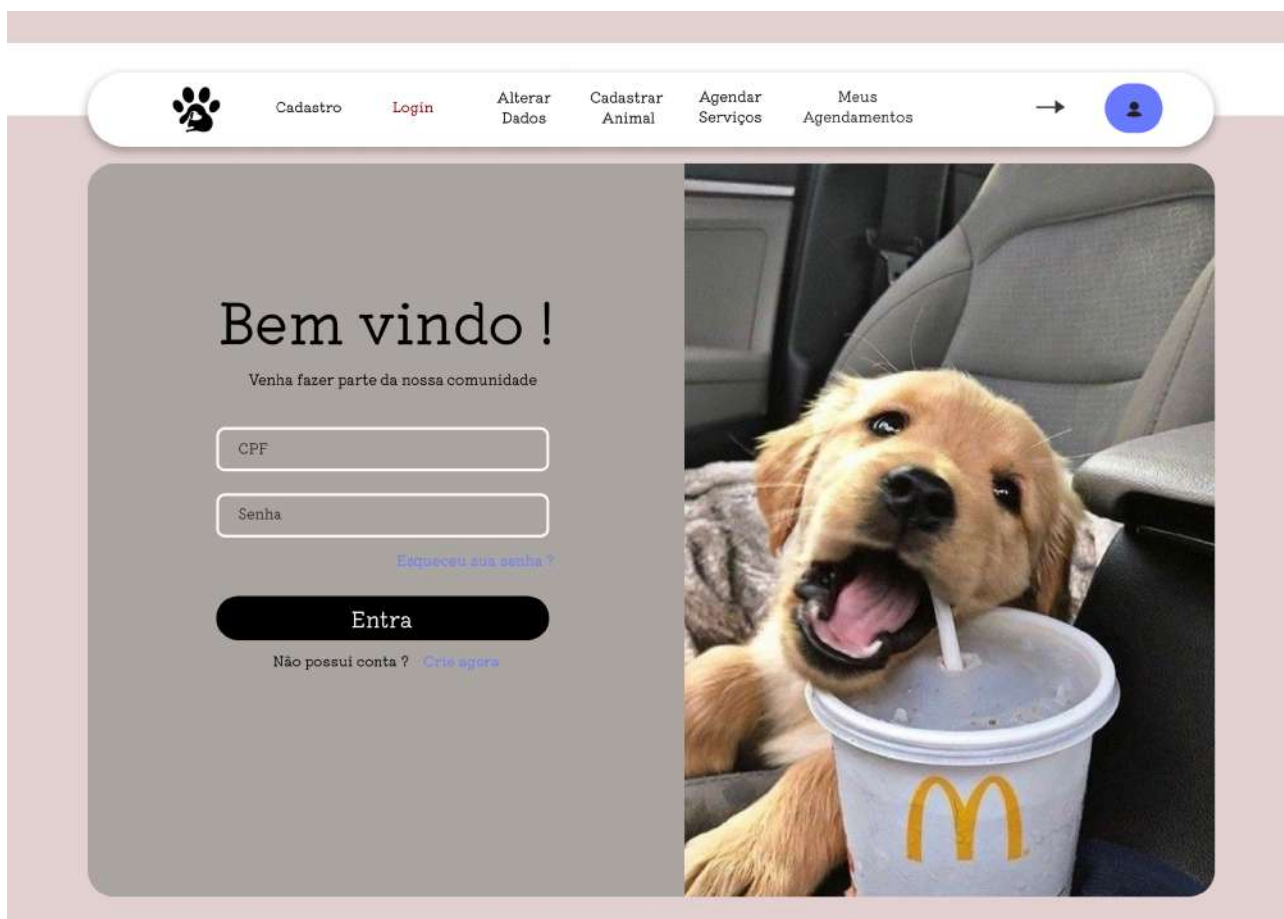 Cadastro
Login
Alterar
Dados
Cadastrar
Animal
Agendar
Serviços
Meus
Agendamentos
Bem vindo !
Venha fazer parte da nossa comunidade
CPF
Senha
Esqueceu sua senha ?
Entra
Não possui conta ? Crie agora
M